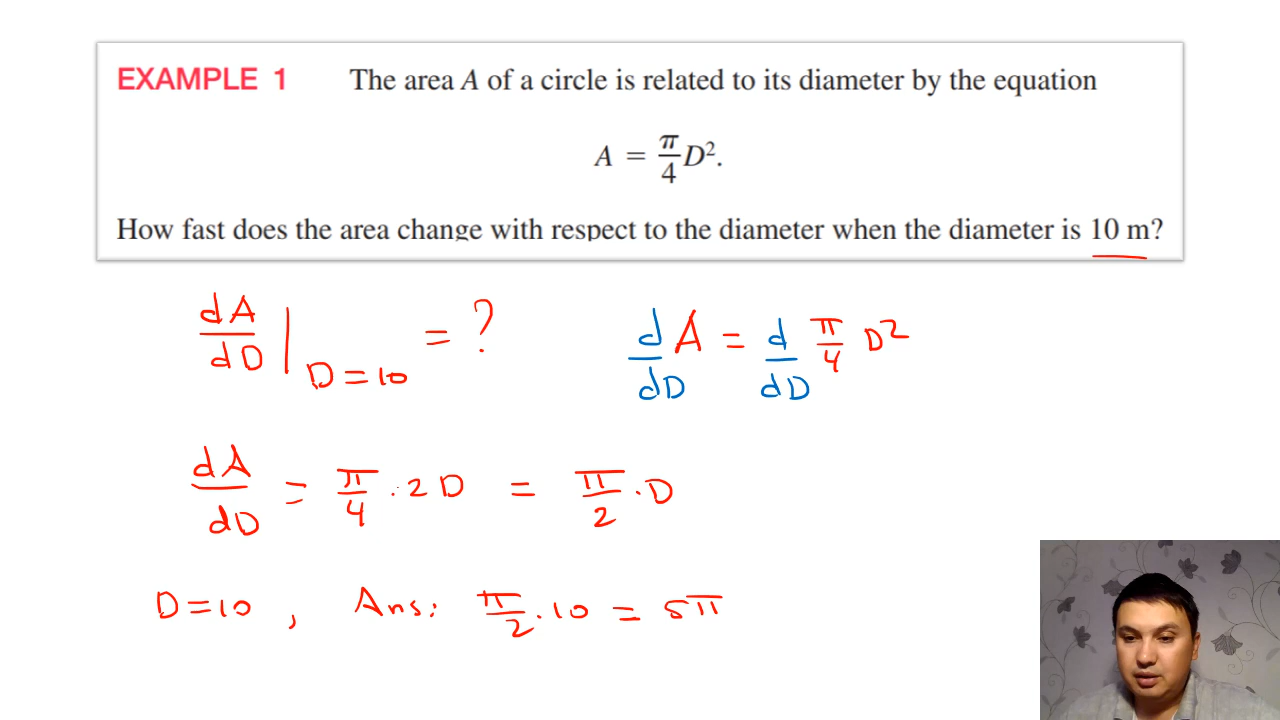 EXAMPLE 1 The area A of a circle is related to its diameter by the equation
A = π/4 D².
How fast does the area change with respect to the diameter when the diameter is 10 m?
dA/dD |D=10 = ? d/dD A = d/dD π/4 D²
dA/dD = π/4 · 2D = π/2 · D
D=10 , Ans: π/2 · 10 = 5π